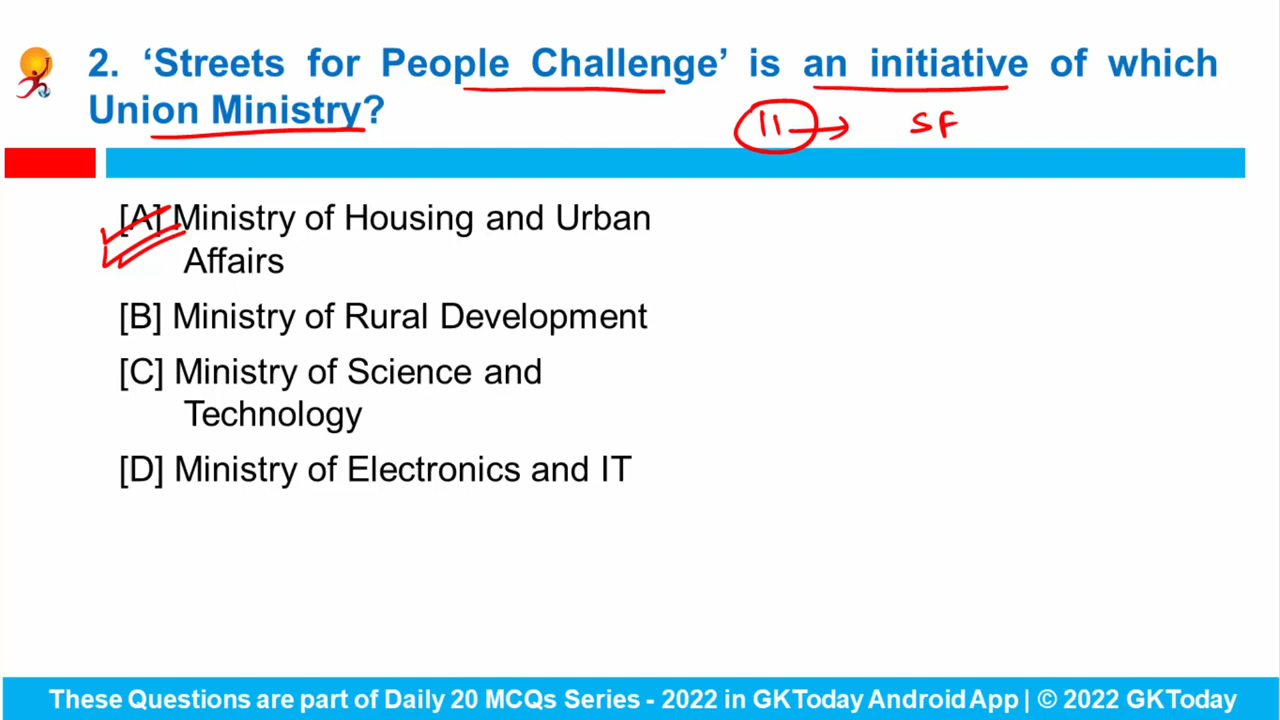 2. ‘Streets for People Challenge’ is an initiative of which
Union Ministry?
11 → SF
[A] Ministry of Housing and Urban
Affairs
[B] Ministry of Rural Development
[C] Ministry of Science and
Technology
[D] Ministry of Electronics and IT
These Questions are part of Daily 20 MCQs Series - 2022 in GKToday Android App | © 2022 GKToday